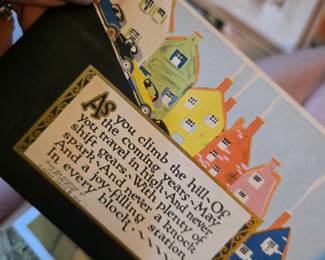 As you climb the hill Of
the coming years, May
you travel in "high" And never
shift And with plenty of
spark And never a knock
And a joy-filling station
In every block